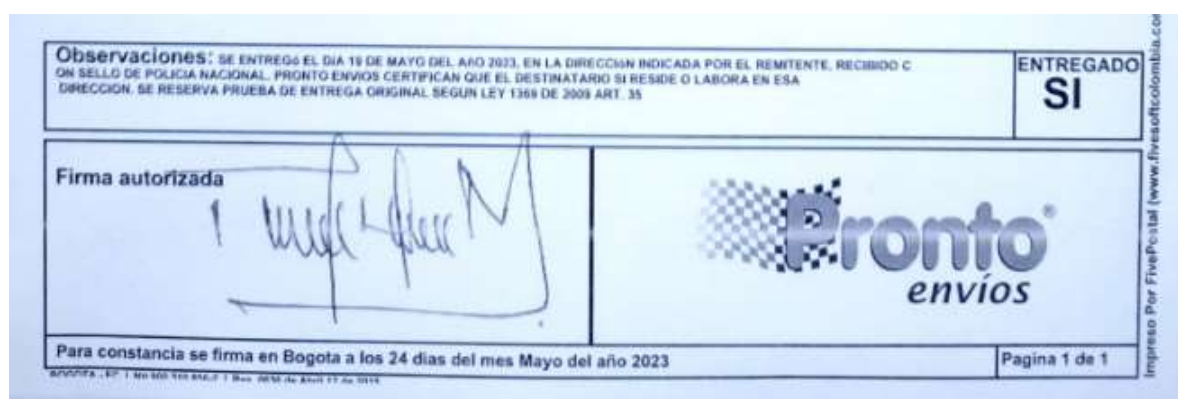 Observaciones: SE ENTREGó EL DíA 19 DE MAYO DEL AñO 2023, EN LA DIRECCIóN INDICADA POR EL REMITENTE, RECIBIDO C
ON SELLO DE POLICIA NACIONAL. PRONTO ENVIOS CERTIFICAN QUE EL DESTINATARIO SI RESIDE O LABORA EN ESA
DIRECCION. SE RESERVA PRUEBA DE ENTREGA ORIGINAL SEGUN LEY 1369 DE 2009 ART. 35
ENTREGADO
SI
Firma autorizada
Pronto
envíos
Para constancia se firma en Bogota a los 24 dias del mes Mayo del año 2023
Pagina 1 de 1
Impreso Por FivePostal (www.fivesoftcolombia.com